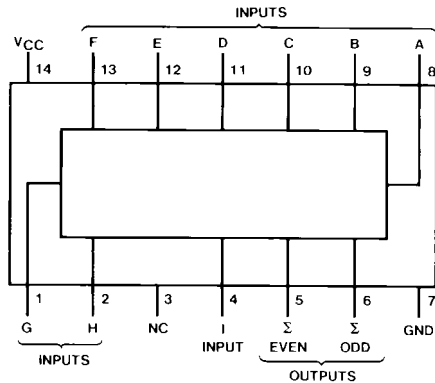 INPUTS
VCC F E D C B A
14 13 12 11 10 9 8
1 2 3 4 5 6 7
G H NC I Σ Σ GND
INPUT EVEN ODD
INPUTS OUTPUTS